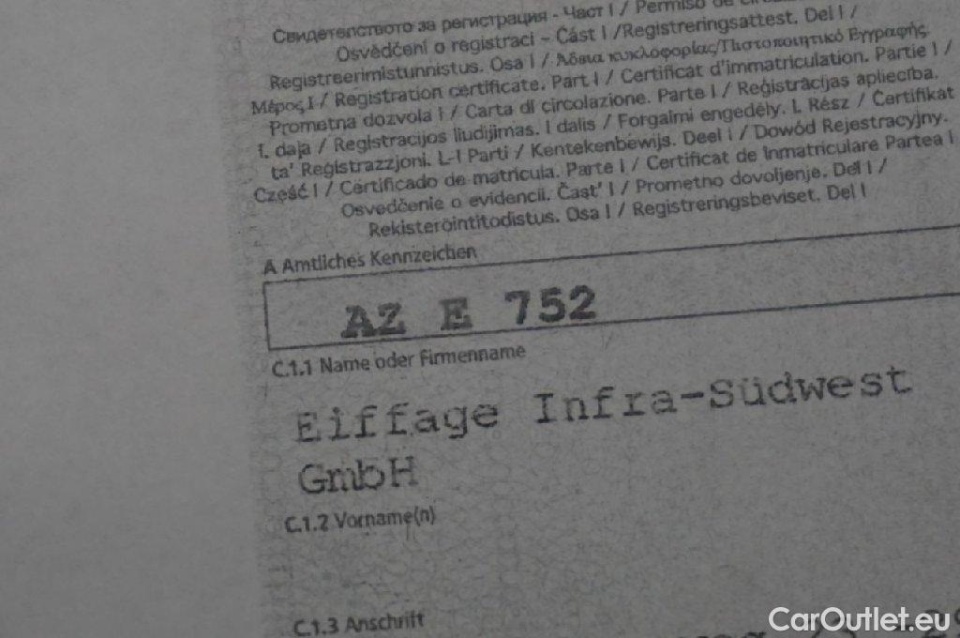 Свидетелството за регистрация - Част I / Permiso de
Osvědčení o registraci – Část I /Registreringsattest. Del I /
Registreerimistunnistus. Osa I / Άδεια κυκλοφορίας/Πιστοποιητικό Εγγραφής.
Μέρος I / Registration certificate. Part I / Certificat d'immatriculation. Partie I /
Prometna dozvola I / Carta di circolazione. Parte I / Reģistrācijas apliecība.
I. daļa / Registracijos liudijimas. I dalis / Forgalmi engedély. I. Rész / Ċertifikat
ta' Reġistrazzjoni. L-I Parti / Kentekenbewijs. Deel I / Dowód Rejestracyjny.
Część I / Certificado de matrícula. Parte I / Certificat de înmatriculare Partea I
Osvedčenie o evidencii. Časť I / Prometno dovoljenje. Del I /
Rekisteröintitodistus. Osa I / Registreringsbeviset. Del I
A Amtliches Kennzeichen
AZ E 752
C.1.1 Name oder Firmenname
Eiffage Infra-Südwest
GmbH
C.1.2 Vorname(n)
C.1.3 Anschrift
CarOutlet.eu